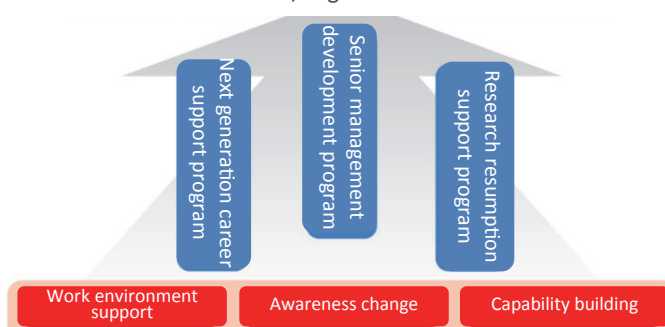 Next generation career
support program
Senior management
development program
Research resumption
support program
Work environment
support
Awareness change
Capability building